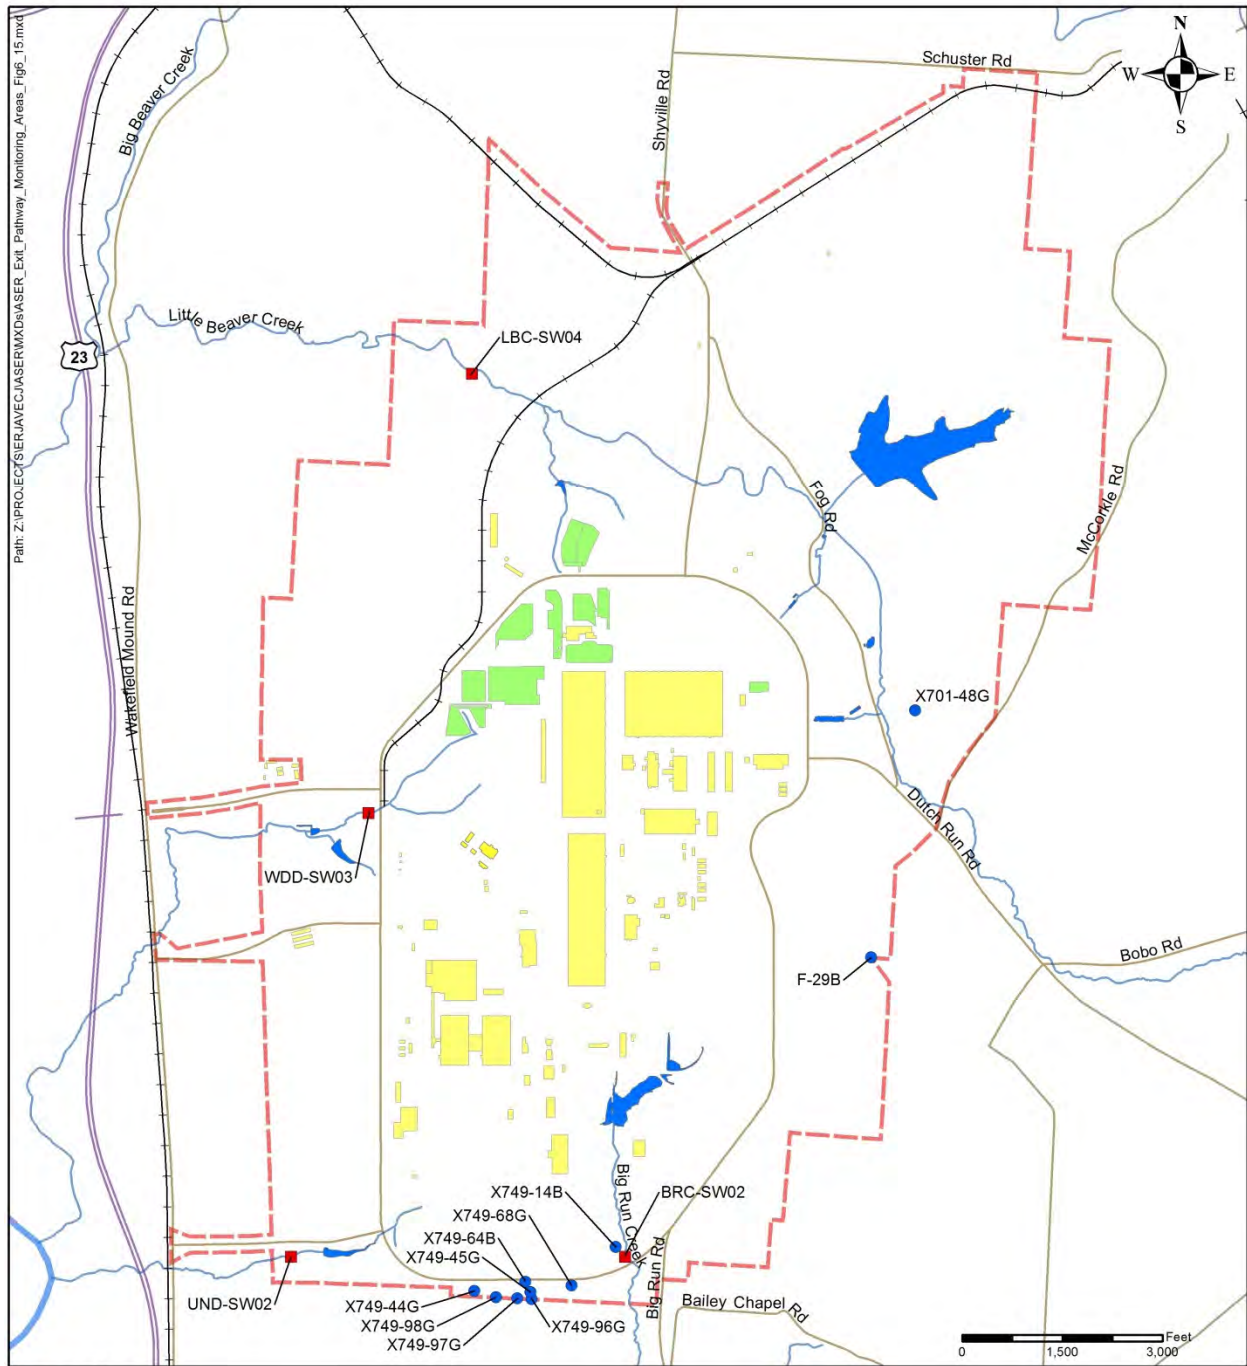 Path: Z:\PROJECTS\ERJAVECJ\ASER\MXDs\ASER_Exit_Pathway_Monitoring_Areas_Fig6_15.mxd
N
W
E
S
Schuster Rd
Shyville Rd
Big Beaver Creek
Little Beaver Creek
23
LBC-SW04
Fog Rd
McCorkle Rd
Wakefield Mound Rd
X701-48G
Dutch Run Rd
WDD-SW03
Bobo Rd
F-29B
X749-14B
BRC-SW02
Big Run Creek
X749-68G
X749-64B
X749-45G
Big Run Rd
UND-SW02
X749-44G
X749-98G
X749-97G
X749-96G
Bailey Chapel Rd
Feet
0
1,500
3,000